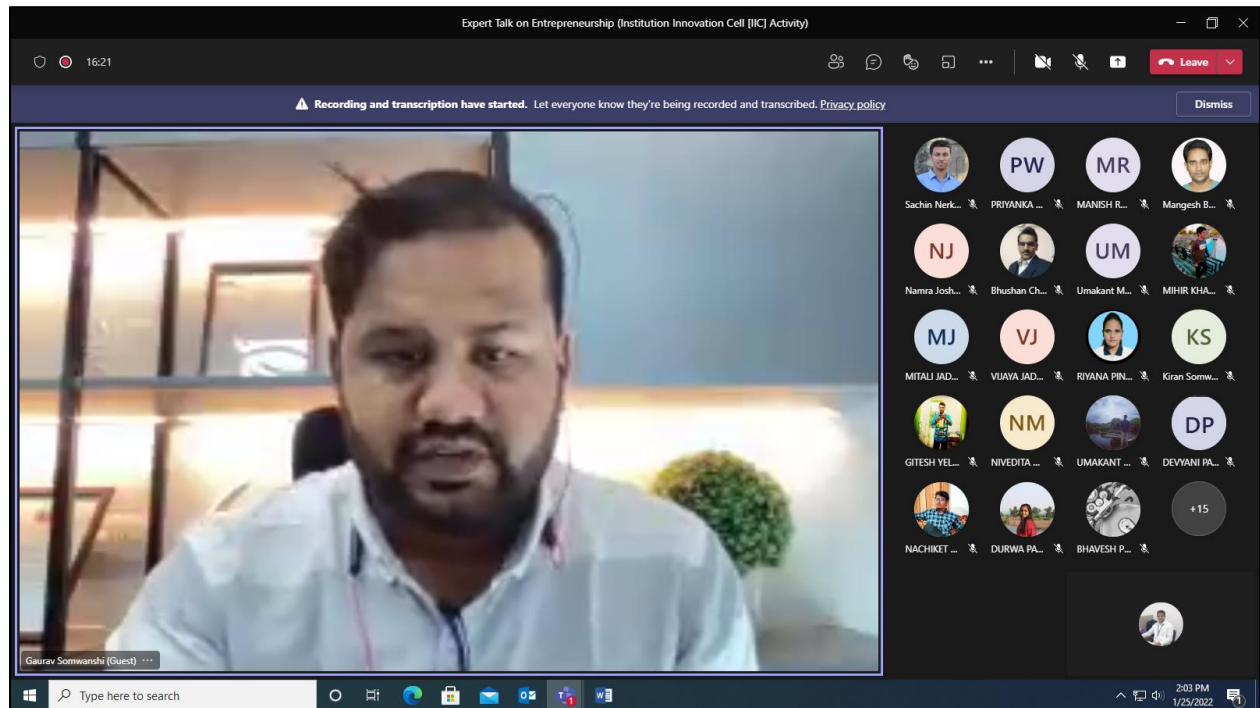 Expert Talk on Entrepreneurship (Institution Innovation Cell [IIC] Activity)
16:21
Leave
Recording and transcription have started. Let everyone know they're being recorded and transcribed. Privacy policy
Dismiss
PW
MR
Sachin Nerk...
PRIYANKA ...
MANISH R...
Mangesh B...
NJ
UM
Namra Josh...
Bhushan Ch...
Umakant M...
MIHIR KHA...
MJ
VJ
KS
MITALI JAD...
VIJAYA JAD...
RIYANA PIN...
Kiran Somw...
NM
DP
GITESH YEL...
NIVEDITA ...
UMAKANT ...
DEVYANI PA...
+15
NACHIKET ...
DURWA PA...
BHAVESH P...
Gaurav Somwanshi (Guest) ...
Type here to search
2:03 PM
1/25/2022